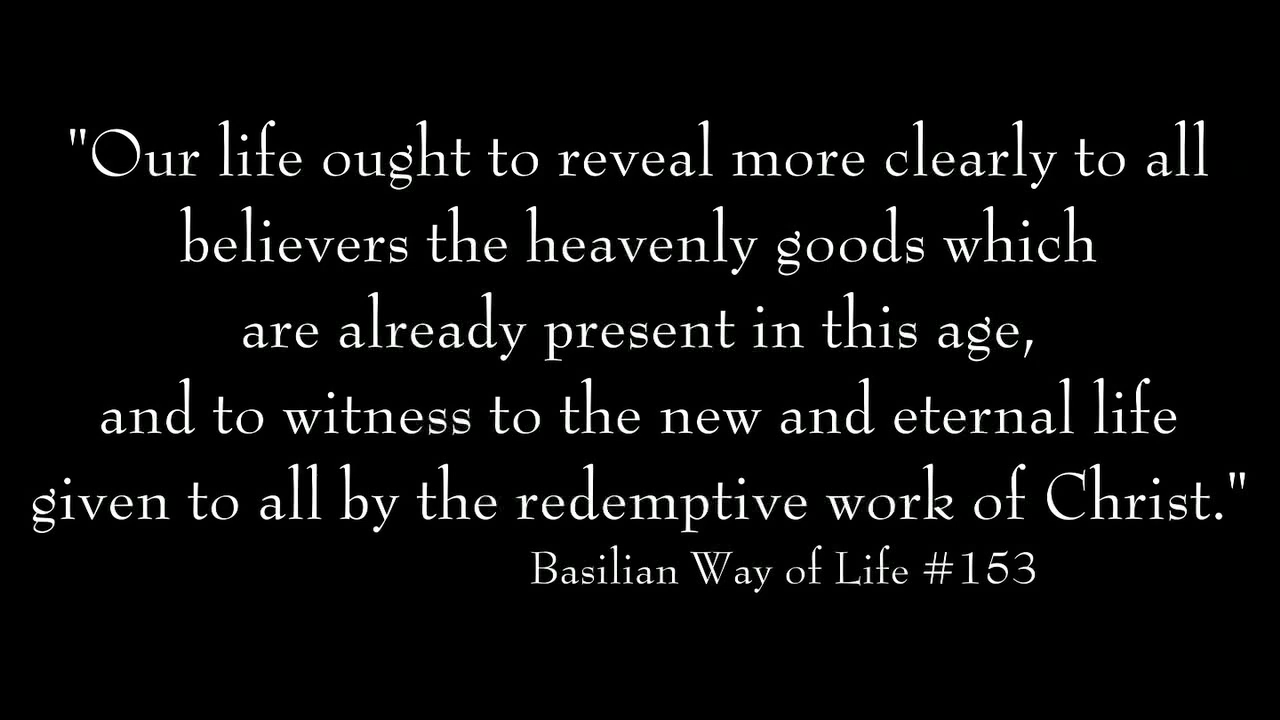 "Our life ought to reveal more clearly to all
believers the heavenly goods which
are already present in this age,
and to witness to the new and eternal life
given to all by the redemptive work of Christ."
Basilian Way of Life #153